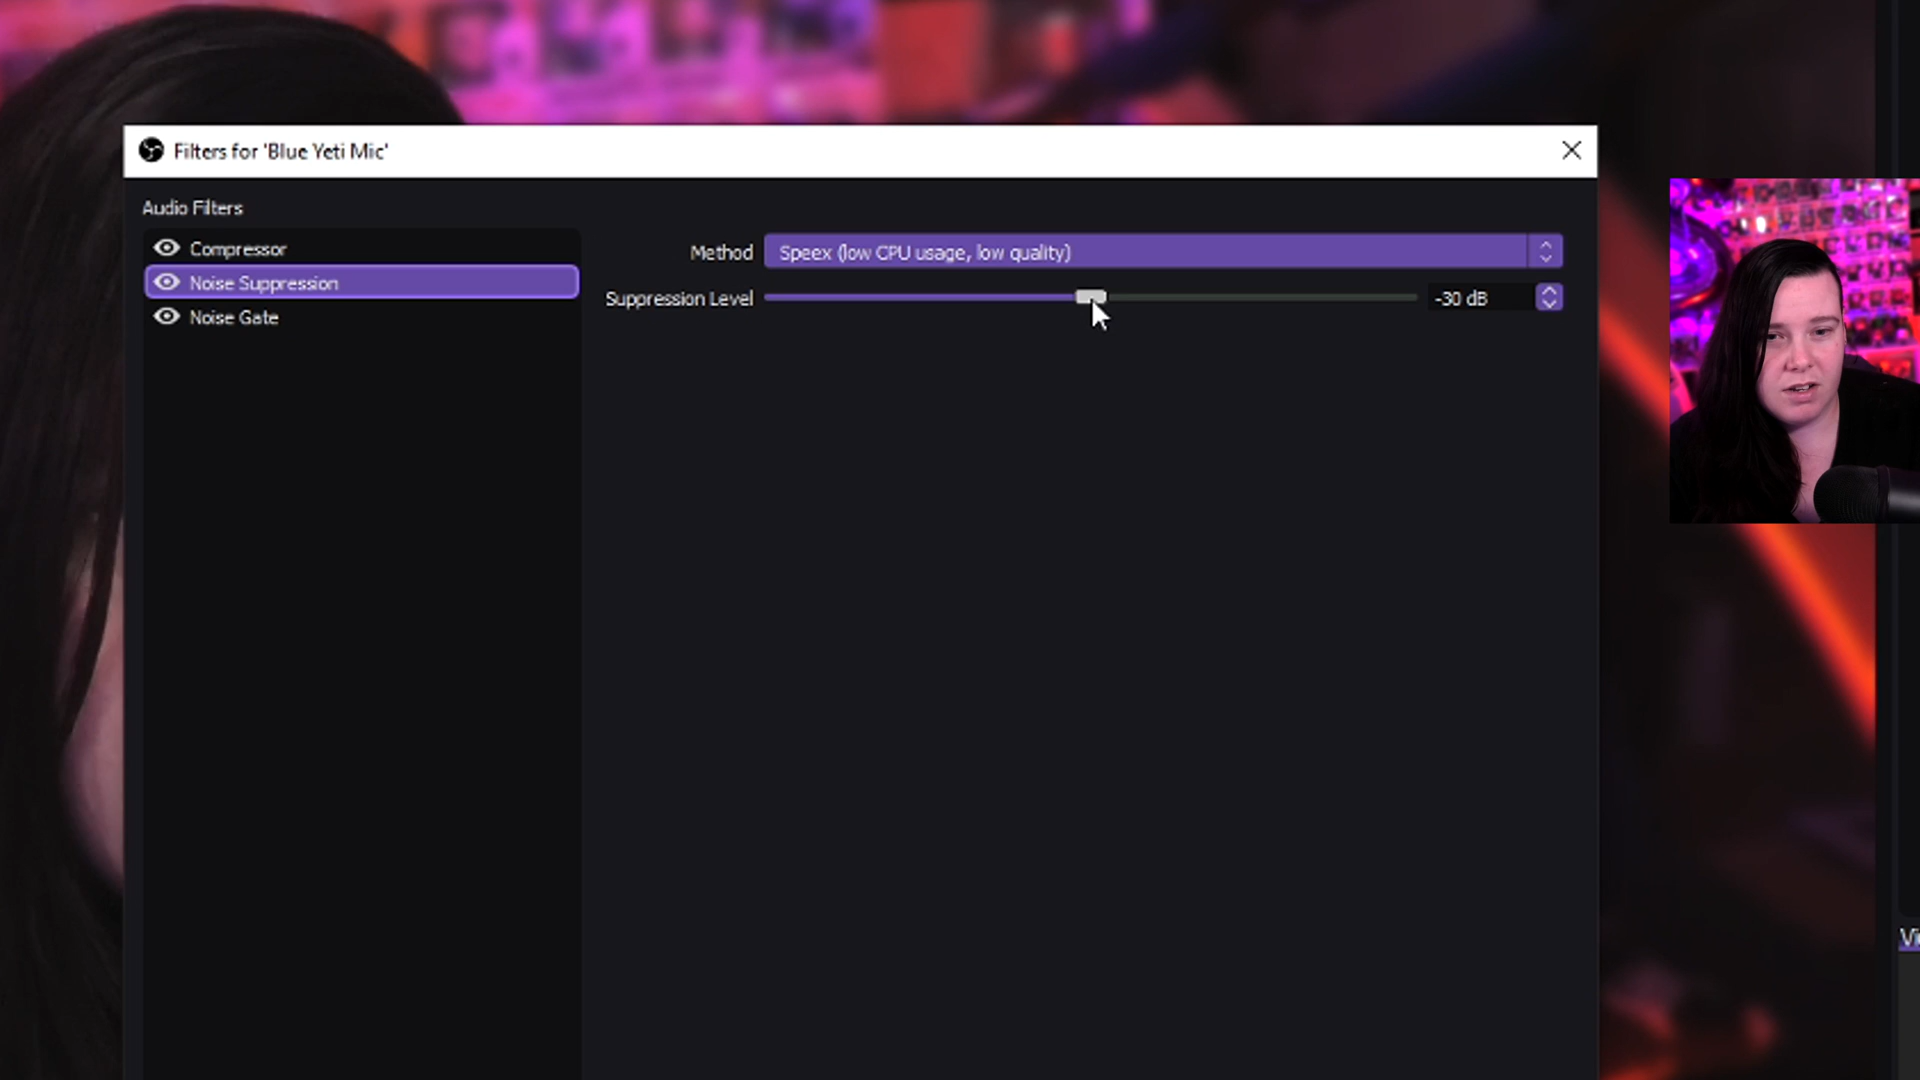 Filters for 'Blue Yeti Mic'
Audio Filters
Compressor
Noise Suppression
Noise Gate
Method
Speex (low CPU usage, low quality)
Suppression Level
-30 dB